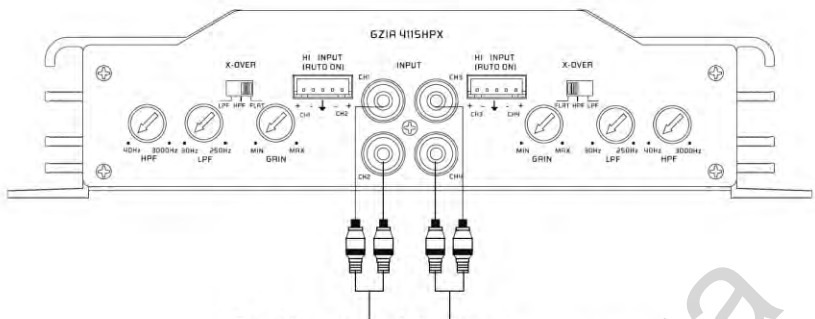 GZIA 4115HPX
X-OVER
LPF HPF FLAT
HI INPUT
(AUTO ON)
+ - - +
CH1 CH2
INPUT
CH1
CH3
CH2
CH4
HI INPUT
(AUTO ON)
+ - - +
CH3 CH4
X-OVER
FLAT HPF LPF
40Hz 3000Hz
HPF
30Hz 250Hz
LPF
MIN MAX
GAIN
MIN MAX
GAIN
30Hz 250Hz
LPF
40Hz 3000Hz
HPF